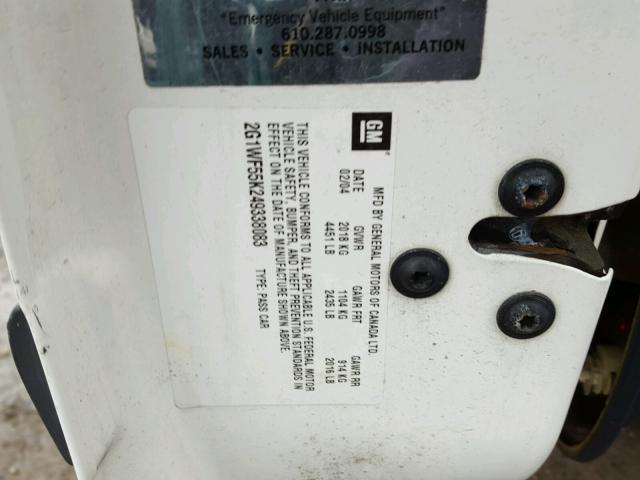 "Emergency Vehicle Equipment"
610.287.0998
SALES • SERVICE • INSTALLATION
GM
MFD BY GENERAL MOTORS OF CANADA LTD.
DATE GVWR GAWR FRT GAWR RR
02/04 2018 KG 1104 KG 914 KG
4451 LB 2435 LB 2016 LB
THIS VEHICLE CONFORMS TO ALL APPLICABLE U.S. FEDERAL MOTOR
VEHICLE SAFETY, BUMPER, AND THEFT PREVENTION STANDARDS IN
EFFECT ON THE DATE OF MANUFACTURE SHOWN ABOVE.
2G1WF55K249338083 TYPE: PASS CAR